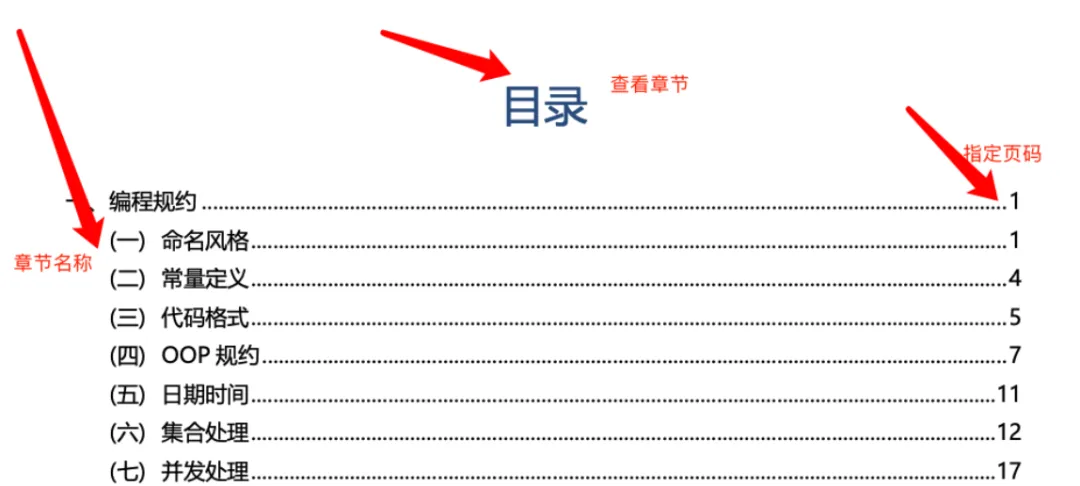 目录
查看章节
指定页码
一、 编程规约 1
(一) 命名风格 1
章节名称
(二) 常量定义 4
(三) 代码格式 5
(四) OOP 规约 7
(五) 日期时间 11
(六) 集合处理 12
(七) 并发处理 17